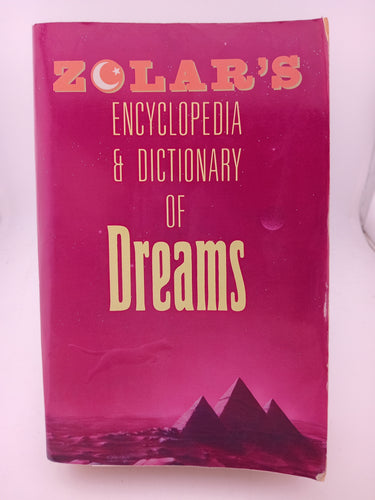 ZOLAR'S
ENCYCLOPEDIA
& DICTIONARY
OF
Dreams